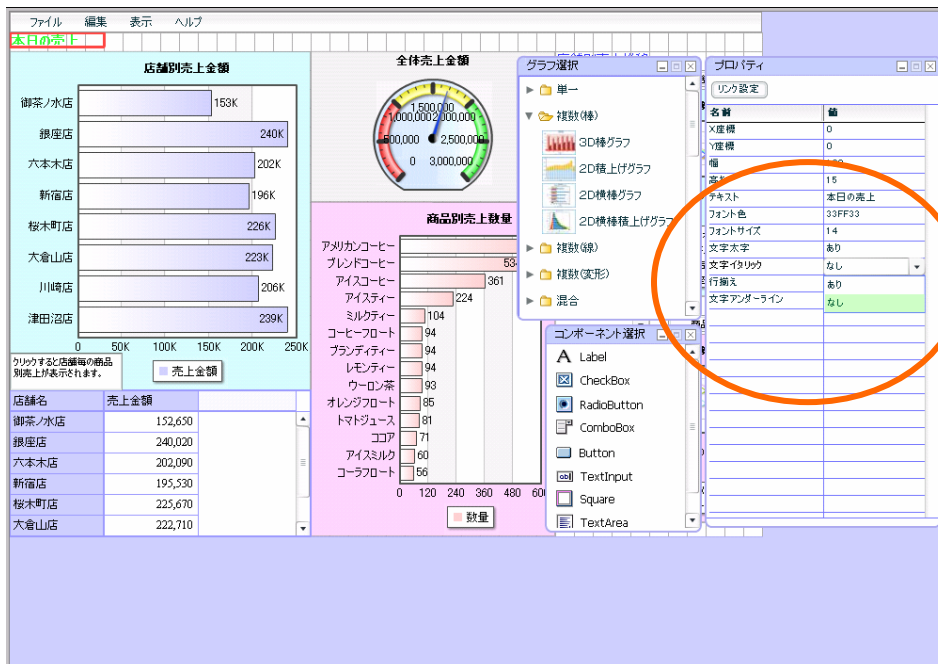 ファイル 編集 表示 ヘルプ
本日の売上
店舗別売上金額
御茶ノ水店 153K
銀座店 240K
六本木店 202K
新宿店 196K
桜木町店 226K
大倉山店 223K
川崎店 206K
津田沼店 239K
0 50K 100K 150K 200K 250K
クリックすると店舗毎の商品
別売上が表示されます。
売上金額
店舗名 売上金額
御茶ノ水店 152,650
銀座店 240,020
六本木店 202,090
新宿店 195,530
桜木町店 225,670
大倉山店 222,710
全体売上金額
1,500,000
1,000,000 2,000,000
500,000 2,500,000
0 3,000,000
商品別売上数量
アメリカンコーヒー
ブレンドコーヒー
アイスコーヒー 361
アイスティー 224
ミルクティー 104
コーヒーフロート 94
ブランディティー 94
レモンティー 94
ウーロン茶 93
オレンジフロート 85
トマトジュース 81
ココア 71
アイスミルク 60
コーラフロート 56
0 120 240 360 480
数量
グラフ選択
単一
複数(棒)
3D棒グラフ
2D積上げグラフ
2D横棒グラフ
2D横棒積上げグラフ
複数(線)
複数(変形)
混合
コンポーネント選択
Label
CheckBox
RadioButton
ComboBox
Button
TextInput
Square
TextArea
プロパティ
リンク設定
名前 値
X座標 0
Y座標 0
幅
高さ 15
テキスト 本日の売上
フォント色 33FF33
フォントサイズ 14
文字太字 あり
文字イタリック なし
行揃え あり
文字アンダーライン なし